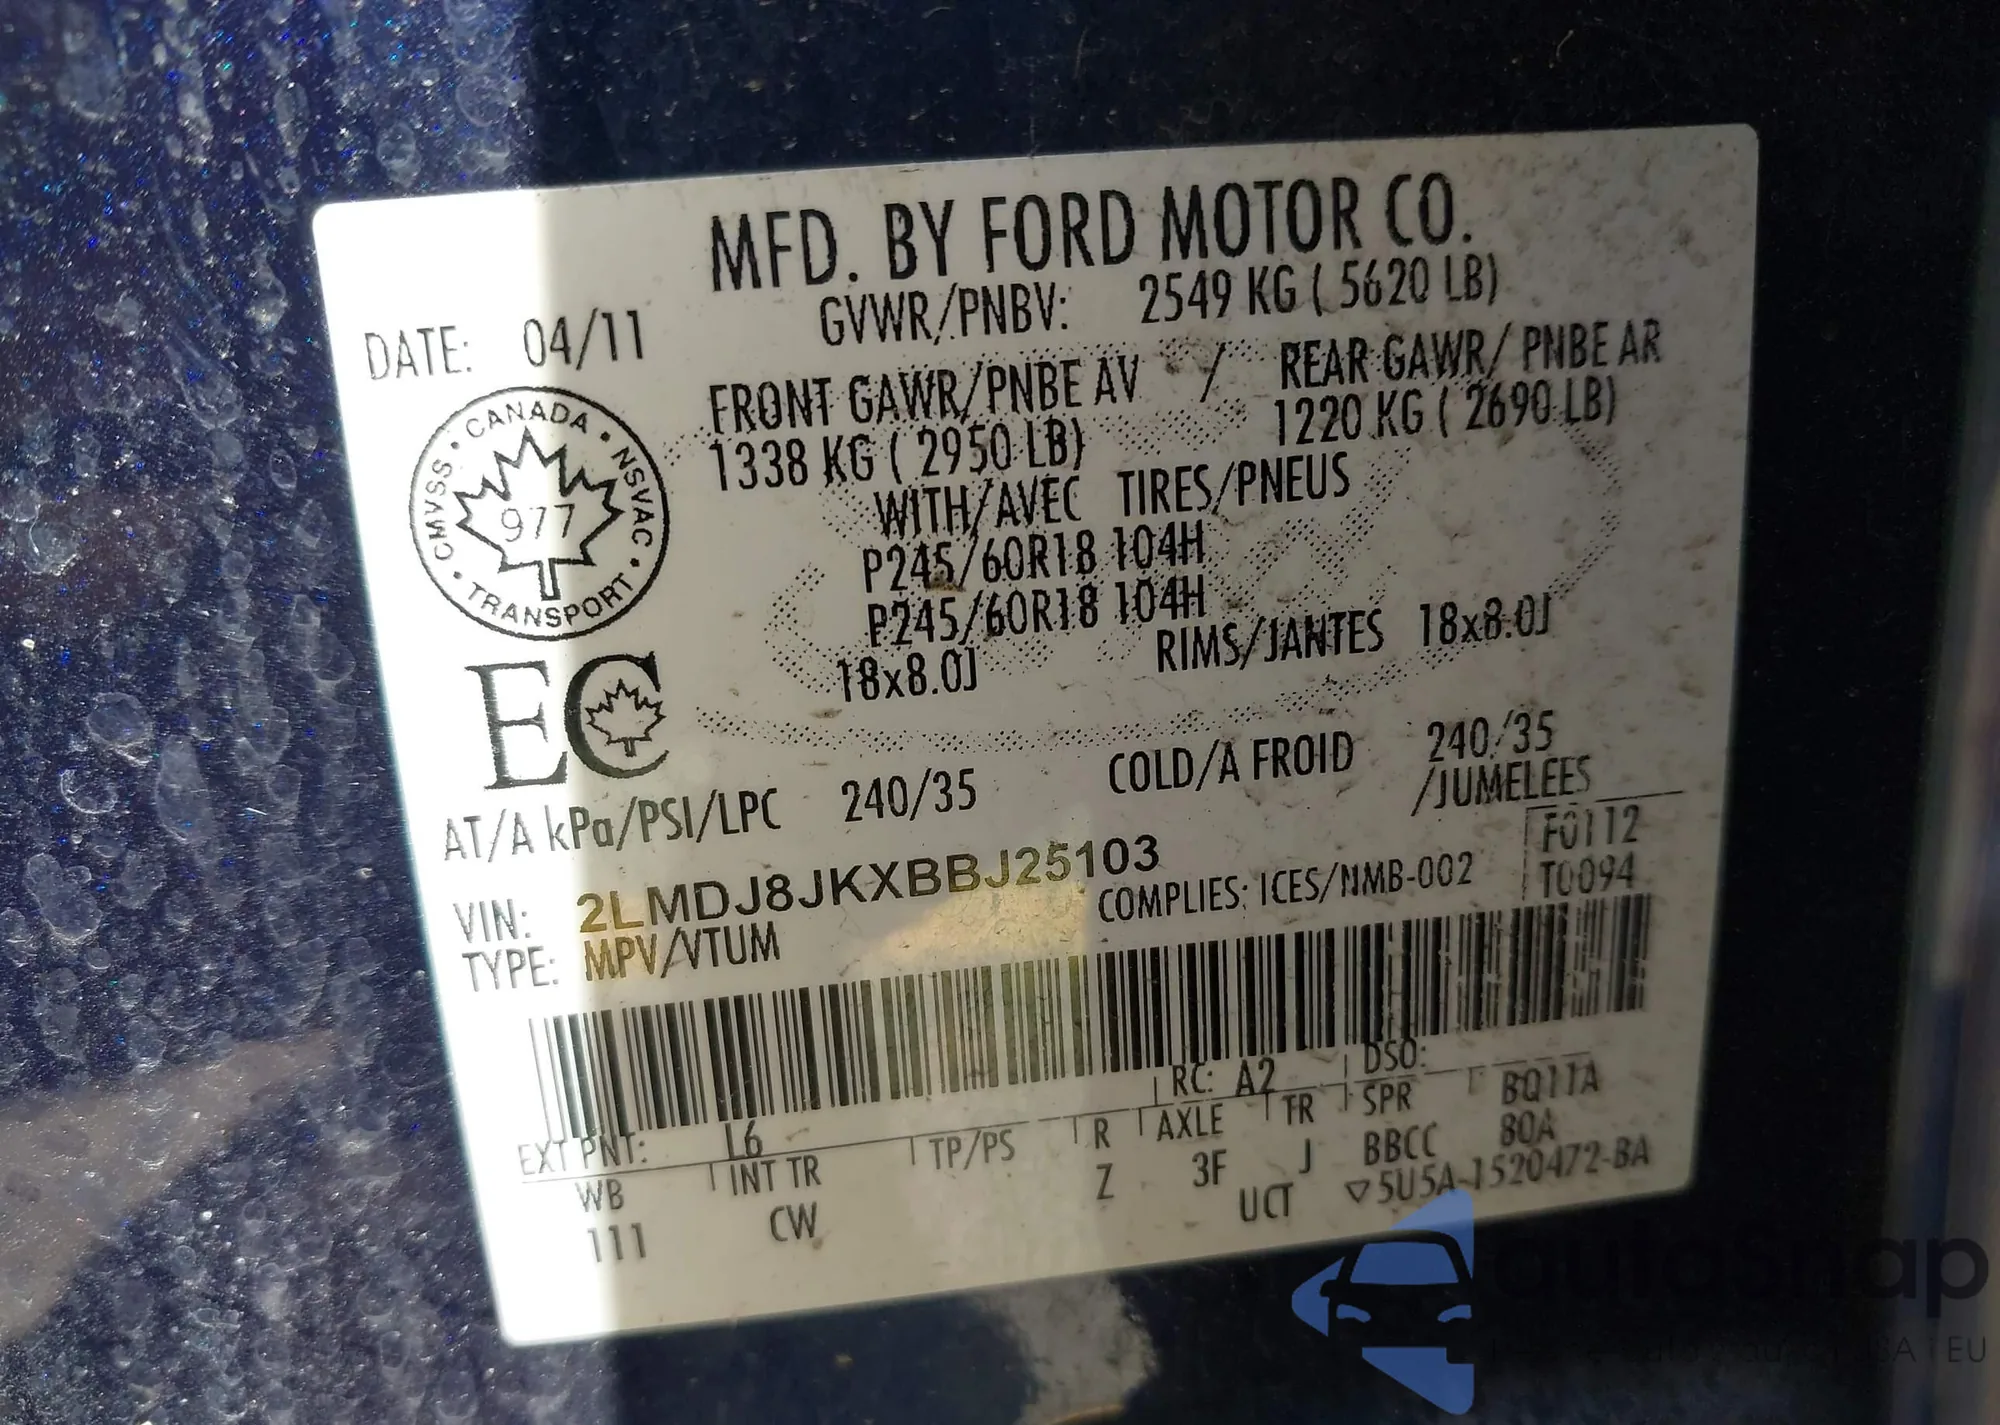 MFD. BY FORD MOTOR CO.
DATE: 04/11
GVWR/PNBV: 2549 KG ( 5620 LB)
FRONT GAWR/PNBE AV / REAR GAWR/ PNBE AR
1338 KG ( 2950 LB) 1220 KG ( 2690 LB)
WITH/AVEC TIRES/PNEUS
P245/60R18 104H
P245/60R18 104H
18x8.0J RIMS/JANTES 18x8.0J
CANADA · NSVAC · TRANSPORT · CMVSS ·
977
EC
AT/A kPa/PSI/LPC 240/35 COLD/A FROID 240/35
/JUMELEES
VIN: 2LMDJ8JKXBBJ25103
F0112
TYPE: MPV/VTUM COMPLIES: ICES/NMB-002 T0094
EXT PNT: L6 RC: A2 DSO:
WB INT TR TP/PS R AXLE TR SPR BQ11A
111 CW Z 3F J BBCC 80A
UCT ▽5U5A-1520472-BA
autosnap
EU